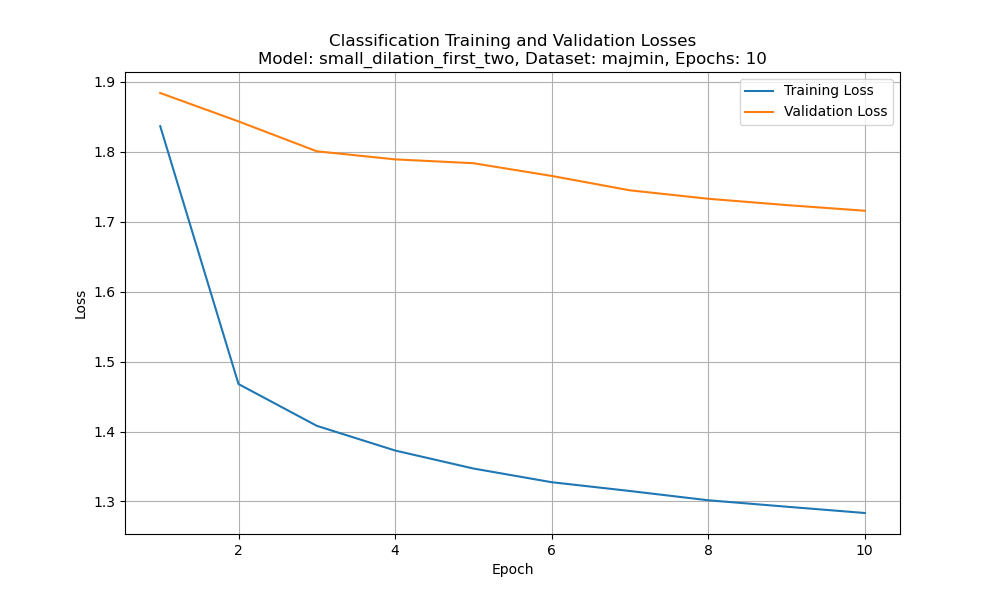 Classification Training and Validation Losses
Model: small_dilation_first_two, Dataset: majmin, Epochs: 10
Training Loss
Validation Loss
1.9
1.8
1.7
1.6
1.5
1.4
1.3
Loss
2
4
6
8
10
Epoch